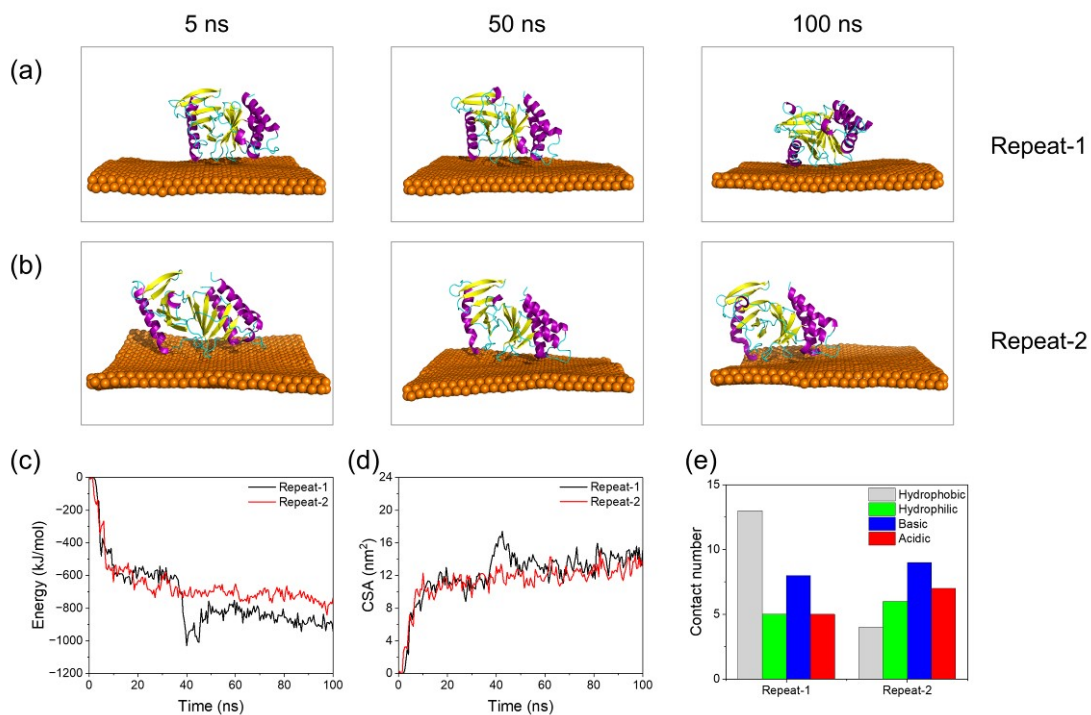 5 ns 50 ns 100 ns
(a)
Repeat-1
(b)
Repeat-2
(c) (d) (e)
Repeat-1
Repeat-2
0
−200
−400
−600
−800
−1000
−1200
Energy (kJ/mol)
0 20 40 60 80 100
Time (ns)
Repeat-1
Repeat-2
24
20
16
12
8
4
0
CSA (nm²)
0 20 40 60 80 100
Time (ns)
Hydrophobic
Hydrophilic
Basic
Acidic
15
10
5
0
Contact number
Repeat-1 Repeat-2